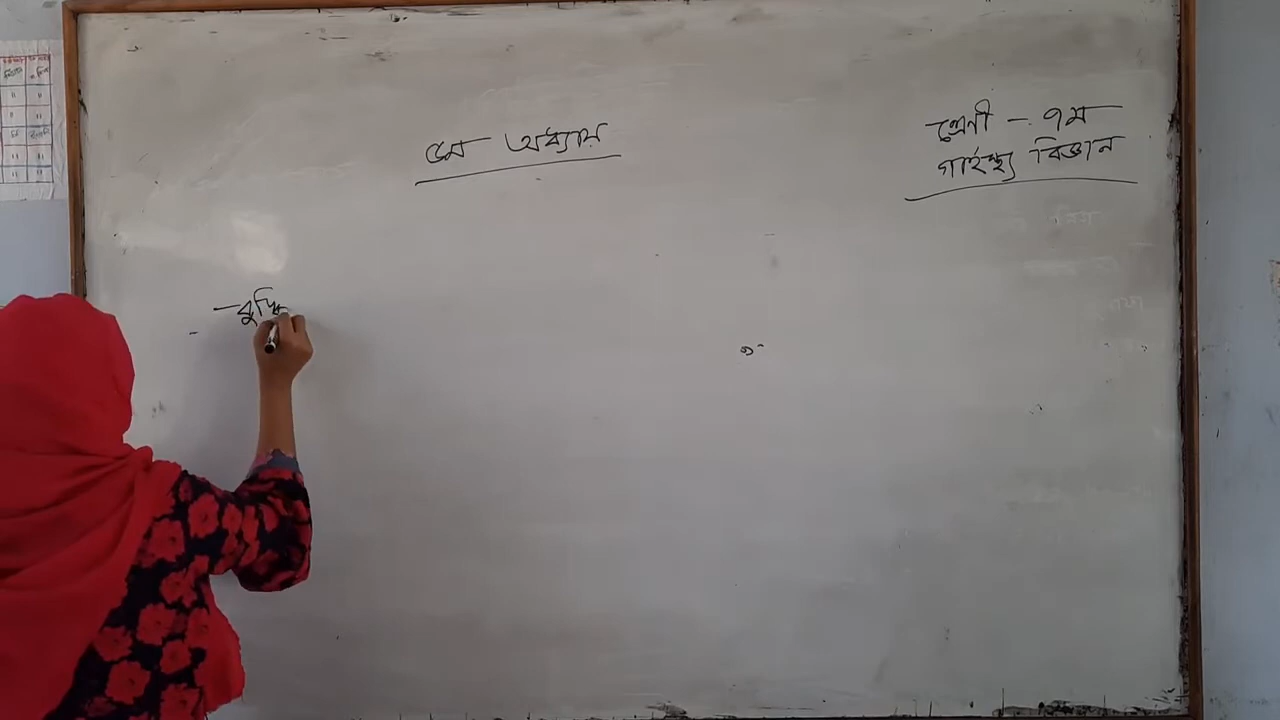 ৫ম অধ্যায়
শ্রেণী - ৭ম
গার্হস্থ্য বিজ্ঞান
বুদ্ধি